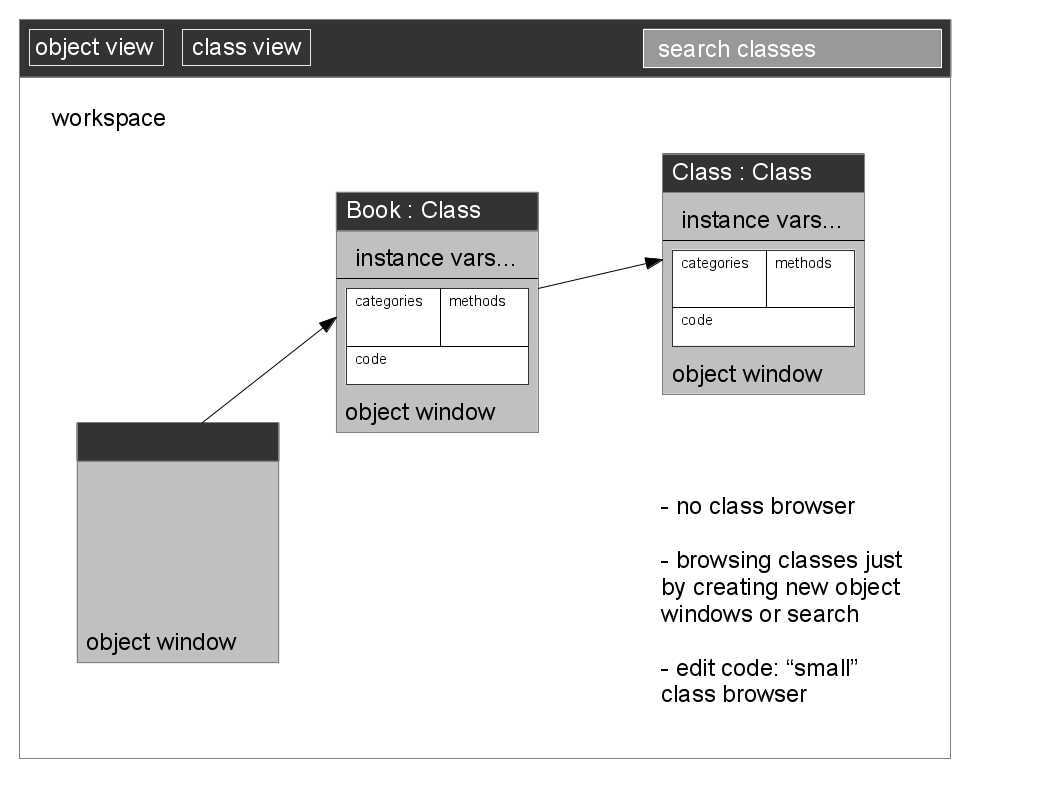 object view
class view
search classes
workspace
Class : Class
instance vars...
categories
methods
code
object window
Book : Class
instance vars...
categories
methods
code
object window
object window
- no class browser
- browsing classes just
by creating new object
windows or search
- edit code: “small”
class browser